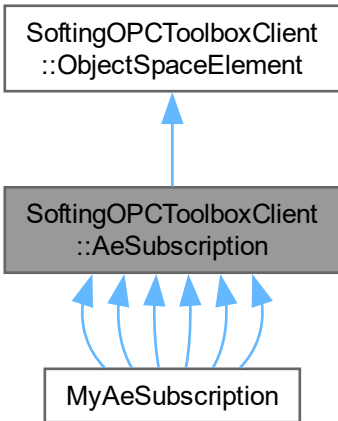 SoftingOPCToolboxClient
::ObjectSpaceElement
SoftingOPCToolboxClient
::AeSubscription
MyAeSubscription